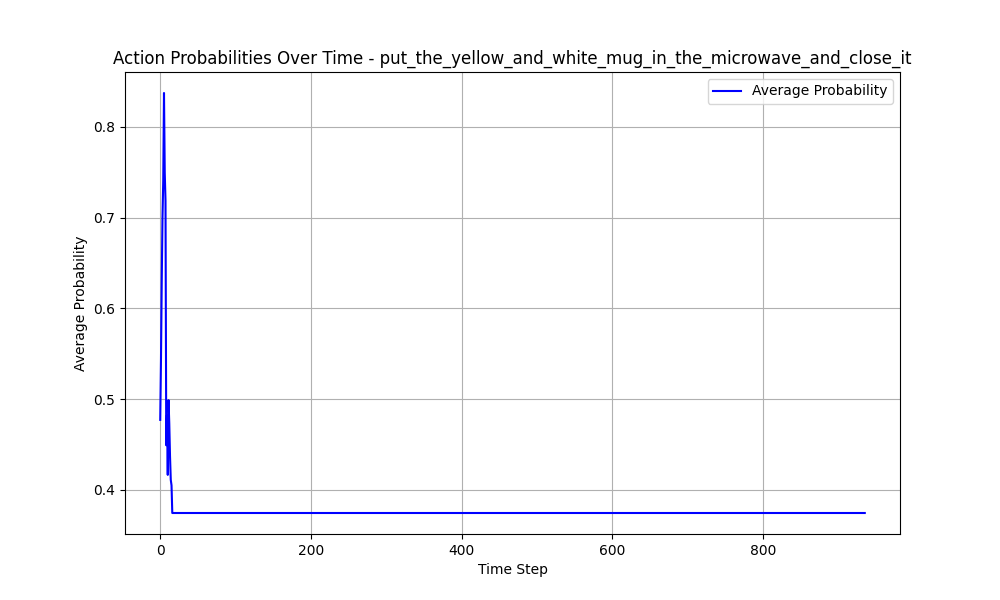 Action Probabilities Over Time - put_the_yellow_and_white_mug_in_the_microwave_and_close_it
Average Probability
0.8
0.7
0.6
0.5
0.4
Average Probability
0 200 400 600 800
Time Step